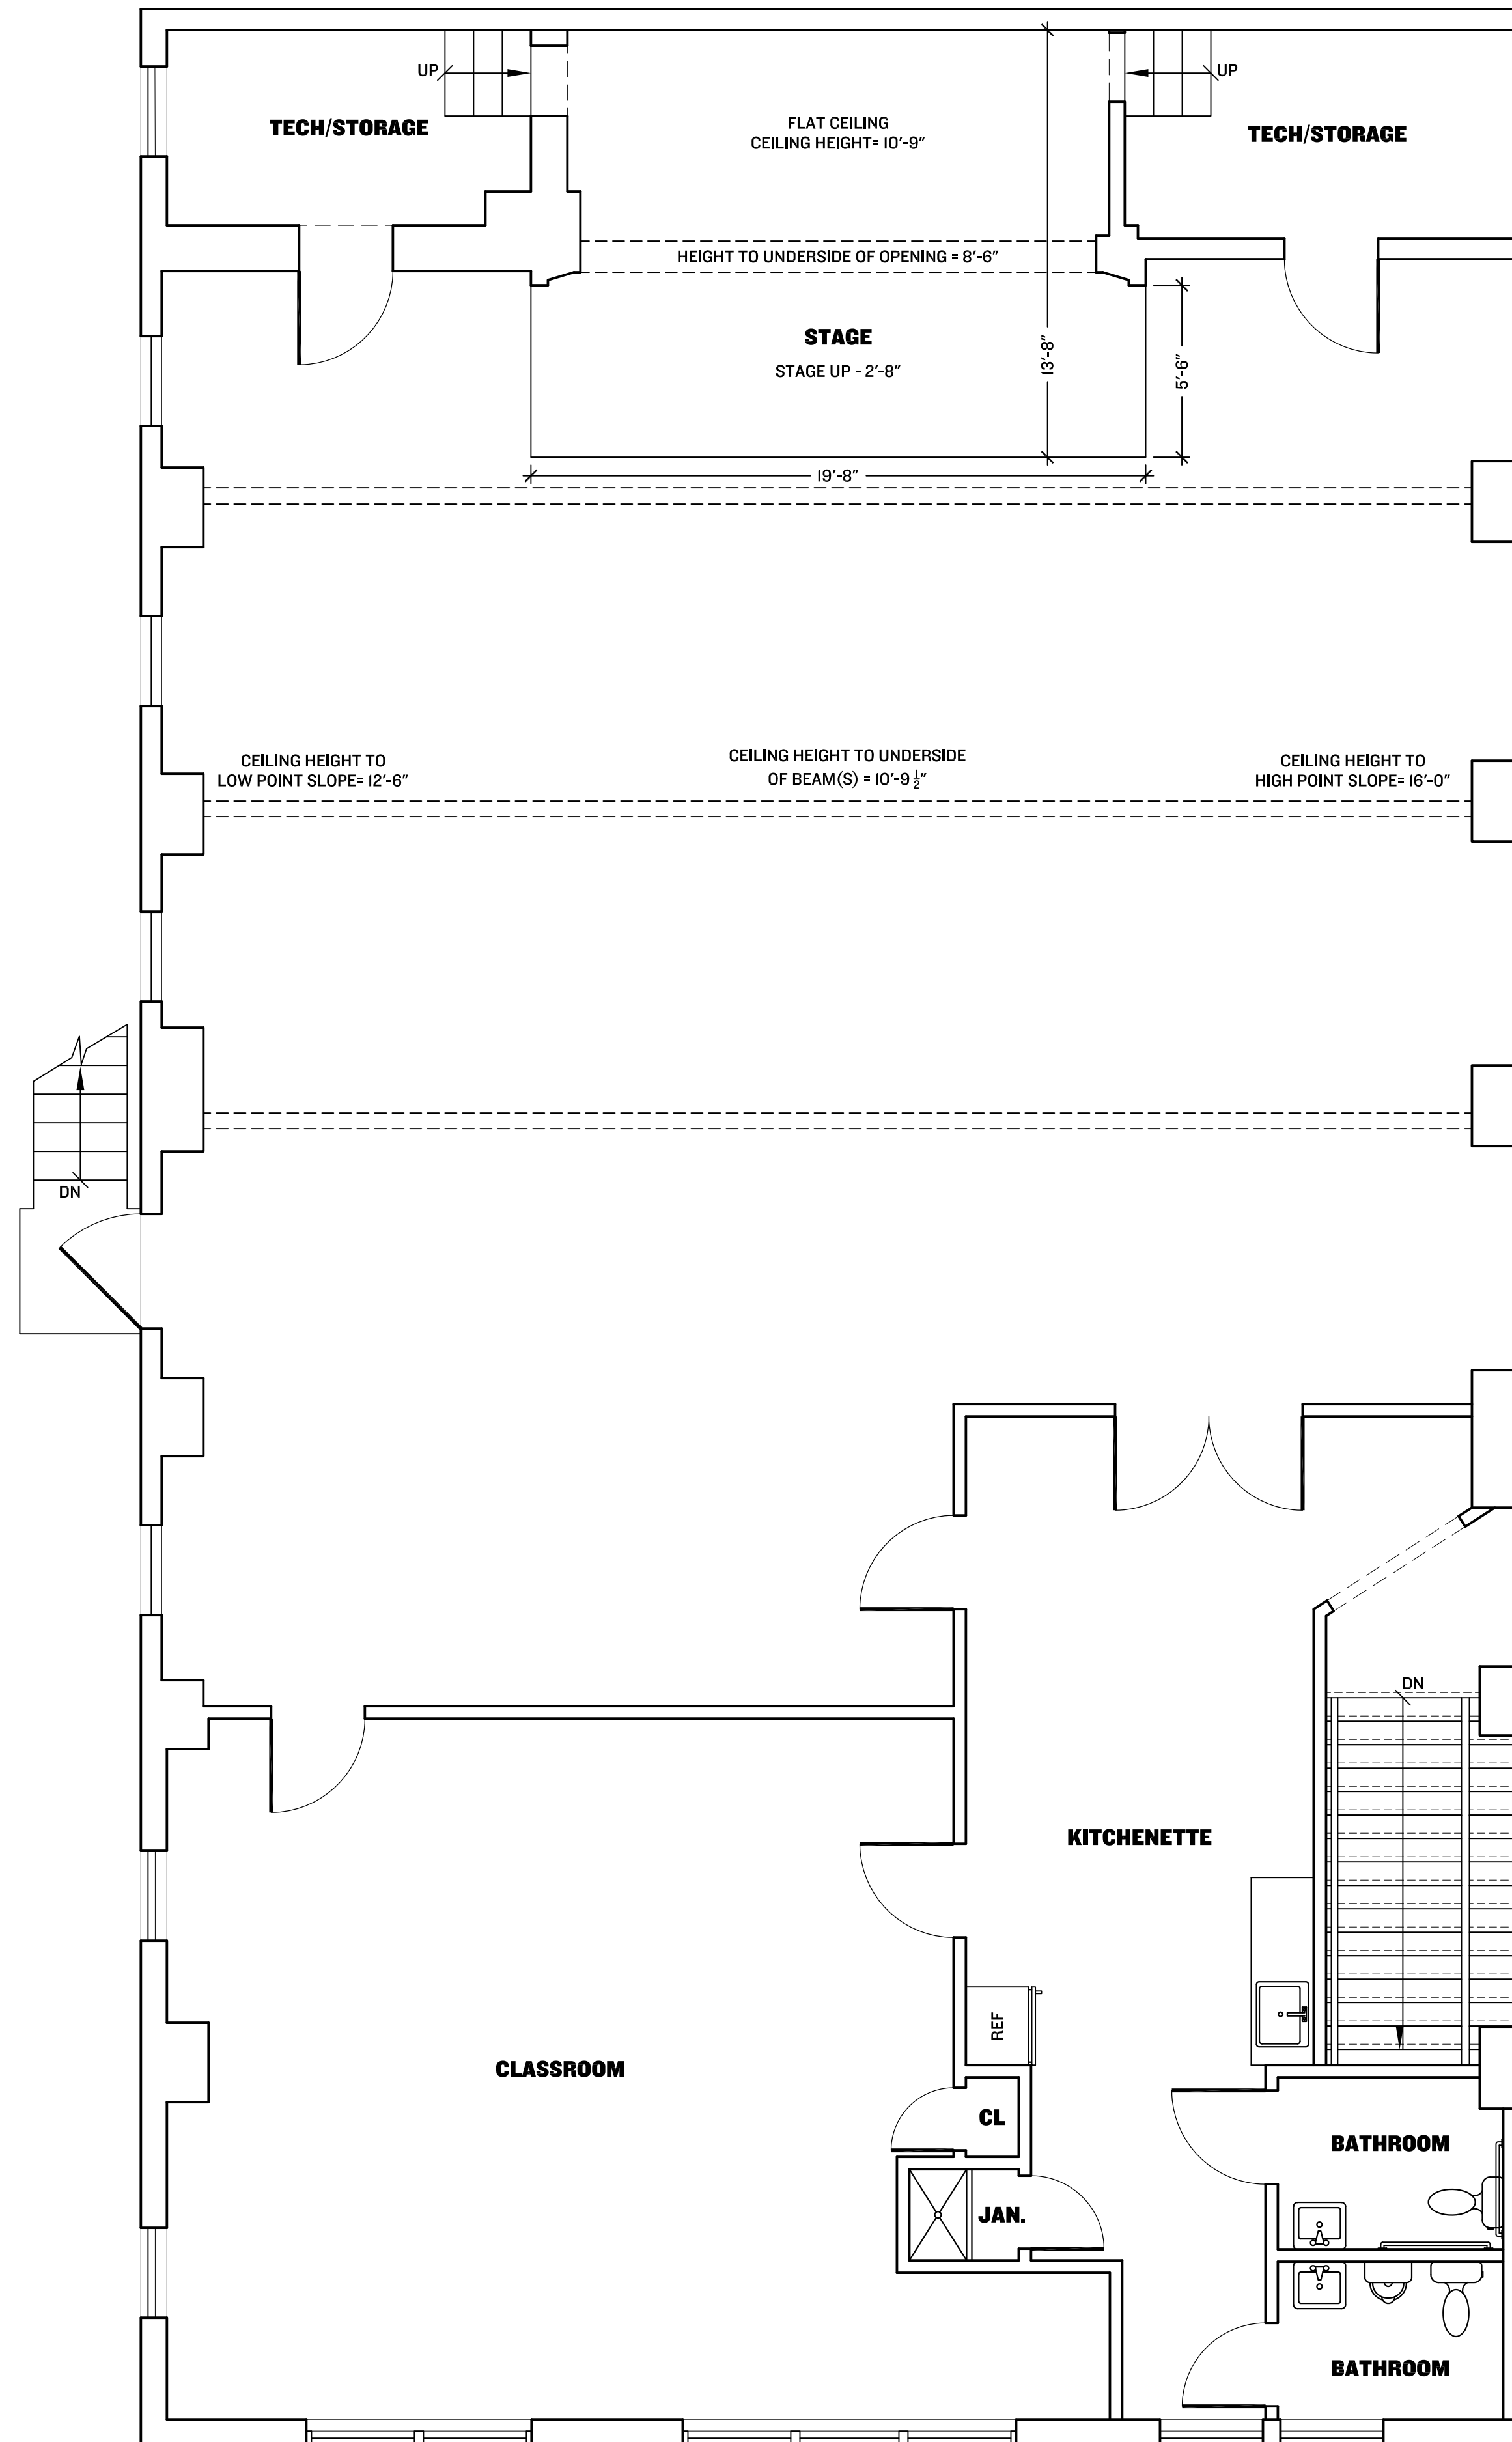 UP
UP
TECH/STORAGE
FLAT CEILING
CEILING HEIGHT= 10'-9"
TECH/STORAGE
HEIGHT TO UNDERSIDE OF OPENING = 8'-6"
STAGE
STAGE UP - 2'-8"
13'-8"
5'-6"
19'-8"
CEILING HEIGHT TO
LOW POINT SLOPE= 12'-6"
CEILING HEIGHT TO UNDERSIDE
OF BEAM(S) = 10'-9 1/2"
CEILING HEIGHT TO
HIGH POINT SLOPE= 16'-0"
DN
DN
KITCHENETTE
REF
CLASSROOM
CL
BATHROOM
JAN.
BATHROOM